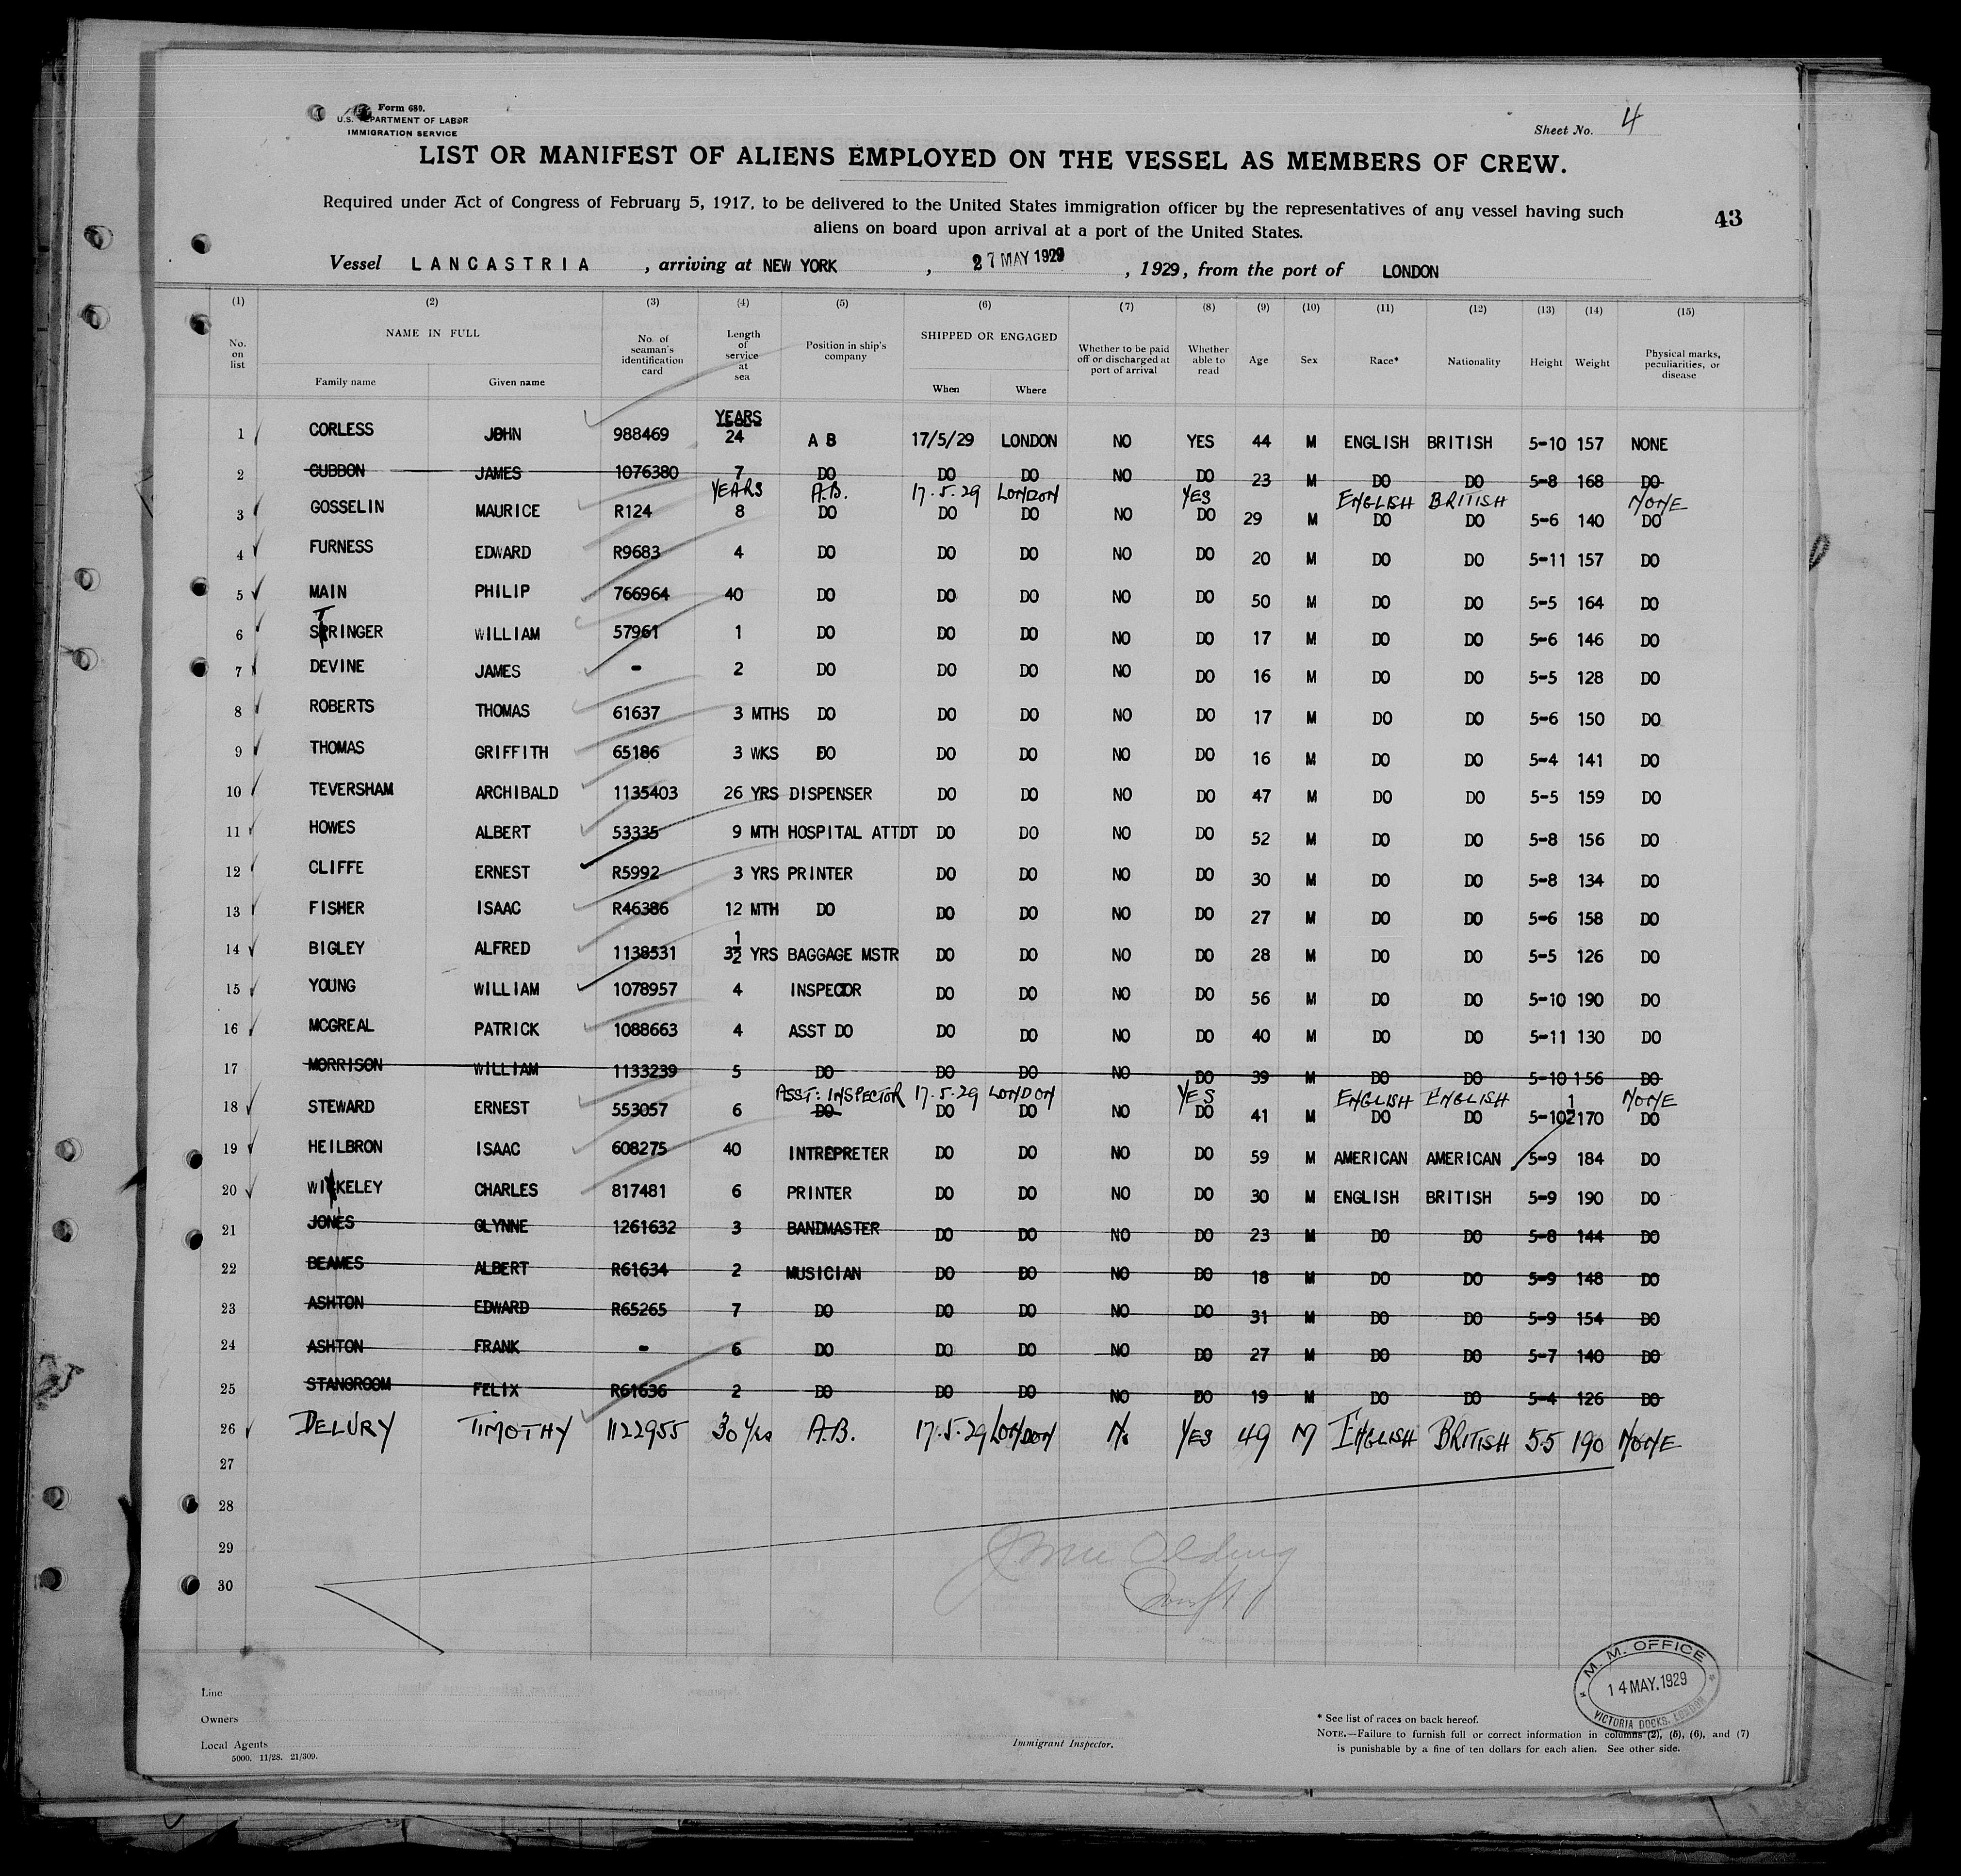 Form 680.
U.S. DEPARTMENT OF LABOR
IMMIGRATION SERVICE
Sheet No. 4
LIST OR MANIFEST OF ALIENS EMPLOYED ON THE VESSEL AS MEMBERS OF CREW.
Required under Act of Congress of February 5, 1917, to be delivered to the United States immigration officer by the representatives of any vessel having such
aliens on board upon arrival at a port of the United States.
43
Vessel LANCASTRIA , arriving at NEW YORK , 27 MAY 1929 , 1929, from the port of LONDON
(1) (2) (3) (4) (5) (6) (7) (8) (9) (10) (11) (12) (13) (14) (15)
No. on list NAME IN FULL Family name Given name No. of seaman's identification card Length of service at sea Position in ship's company SHIPPED OR ENGAGED When Where Whether to be paid off or discharged at port of arrival Whether able to read Age Sex Race* Nationality Height Weight Physical marks, peculiarities, or disease
YEARS
1 CORLESS JOHN 988469 24 A B 17/5/29 LONDON NO YES 44 M ENGLISH BRITISH 5-10 157 NONE
2 CUBBON JAMES 1076380 7 DO DO DO NO DO 23 M DO DO 5-8 168 DO
YEARS A.B. 17.5.29 LONDON YES ENGLISH BRITISH NONE
3 GOSSELIN MAURICE R124 8 DO DO DO NO DO 29 M DO DO 5-6 140 DO
4 FURNESS EDWARD R9683 4 DO DO DO NO DO 20 M DO DO 5-11 157 DO
5 MAIN PHILIP 766964 40 DO DO DO NO DO 50 M DO DO 5-5 164 DO
T
6 SPRINGER WILLIAM 57961 1 DO DO DO NO DO 17 M DO DO 5-6 146 DO
7 DEVINE JAMES - 2 DO DO DO NO DO 16 M DO DO 5-5 128 DO
8 ROBERTS THOMAS 61637 3 MTHS DO DO DO NO DO 17 M DO DO 5-6 150 DO
9 THOMAS GRIFFITH 65186 3 WKS DO DO DO NO DO 16 M DO DO 5-4 141 DO
10 TEVERSHAM ARCHIBALD 1135403 26 YRS DISPENSER DO DO NO DO 47 M DO DO 5-5 159 DO
11 HOWES ALBERT 53335 9 MTH HOSPITAL ATTDT DO DO NO DO 52 M DO DO 5-8 156 DO
12 CLIFFE ERNEST R5992 3 YRS PRINTER DO DO NO DO 30 M DO DO 5-8 134 DO
13 FISHER ISAAC R46386 12 MTH DO DO DO NO DO 27 M DO DO 5-6 158 DO
14 BIGLEY ALFRED 1138531 3½ YRS BAGGAGE MSTR DO DO NO DO 28 M DO DO 5-5 126 DO
15 YOUNG WILLIAM 1078957 4 INSPECTOR DO DO NO DO 56 M DO DO 5-10 190 DO
16 MCGREAL PATRICK 1088663 4 ASST DO DO DO NO DO 40 M DO DO 5-11 130 DO
17 MORRISON WILLIAM 1133239 5 DO DO DO NO DO 39 M DO DO 5-10 156 DO
ASST: INSPECTOR 17.5.29 LONDON YES ENGLISH ENGLISH NONE
18 STEWARD ERNEST 553057 6 DO DO DO NO DO 41 M DO DO 5-10½ 170 DO
19 HEILBRON ISAAC 608275 40 INTREPRETER DO DO NO DO 59 M AMERICAN AMERICAN 5-9 184 DO
20 WICKELEY CHARLES 817481 6 PRINTER DO DO NO DO 30 M ENGLISH BRITISH 5-9 190 DO
21 JONES GLYNNE 1261632 3 BANDMASTER DO DO NO DO 23 M DO DO 5-8 144 DO
22 BEAMES ALBERT R61634 2 MUSICIAN DO DO NO DO 18 M DO DO 5-9 148 DO
23 ASHTON EDWARD R65265 7 DO DO DO NO DO 31 M DO DO 5-9 154 DO
24 ASHTON FRANK - 6 DO DO DO NO DO 27 M DO DO 5-7 140 DO
25 STANGROOM FELIX R61636 2 DO DO DO NO DO 19 M DO DO 5-4 126 DO
26 DELURY TIMOTHY 1122955 30 Yrs A.B. 17.5.29 LONDON No YES 49 M ENGLISH BRITISH 5.5 190 NONE
27
28
29
30
M. M. OFFICE
14 MAY. 1929
VICTORIA DOCKS, LONDON
Line
Owners
Local Agents
5000. 11/28. 21/309.
Immigrant Inspector.
* See list of races on back hereof.
NOTE.—Failure to furnish full or correct information in columns (2), (5), (6), and (7)
is punishable by a fine of ten dollars for each alien. See other side.